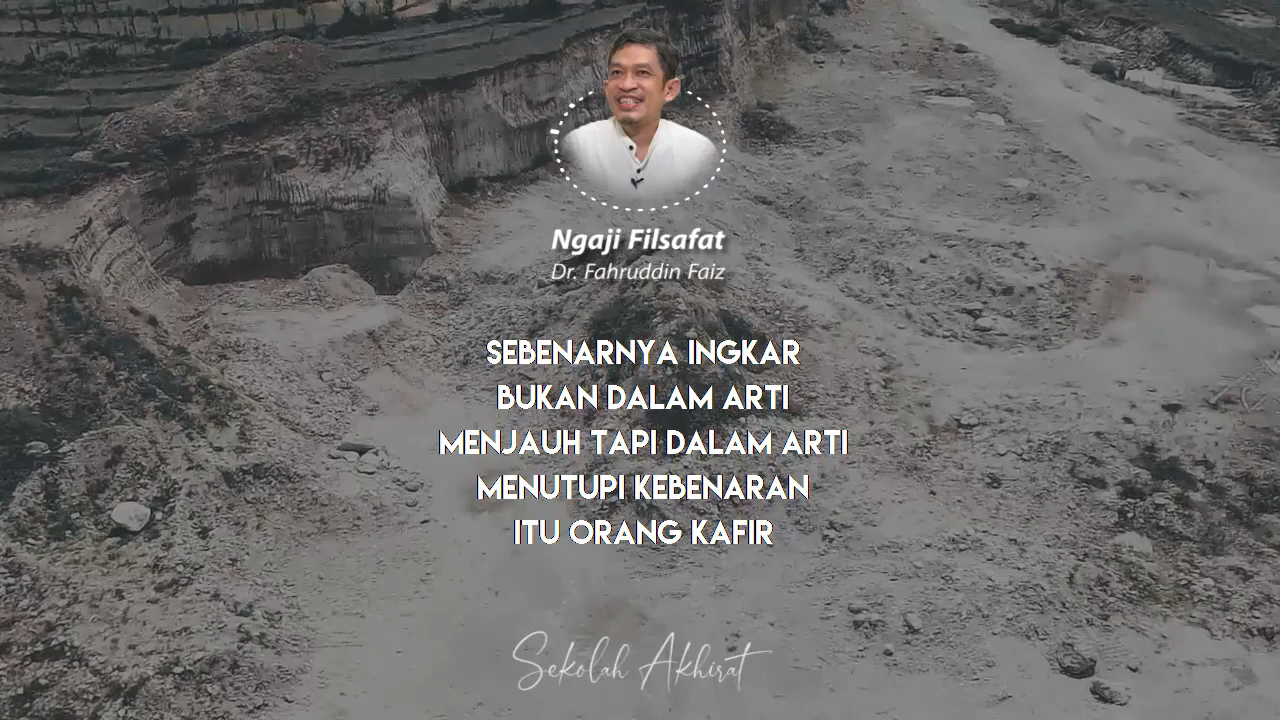 Ngaji Filsafat
Dr. Fahruddin Faiz
SEBENARNYA INGKAR
BUKAN DALAM ARTI
MENJAUH TAPI DALAM ARTI
MENUTUPI KEBENARAN
ITU ORANG KAFIR
Sekolah Akhirat